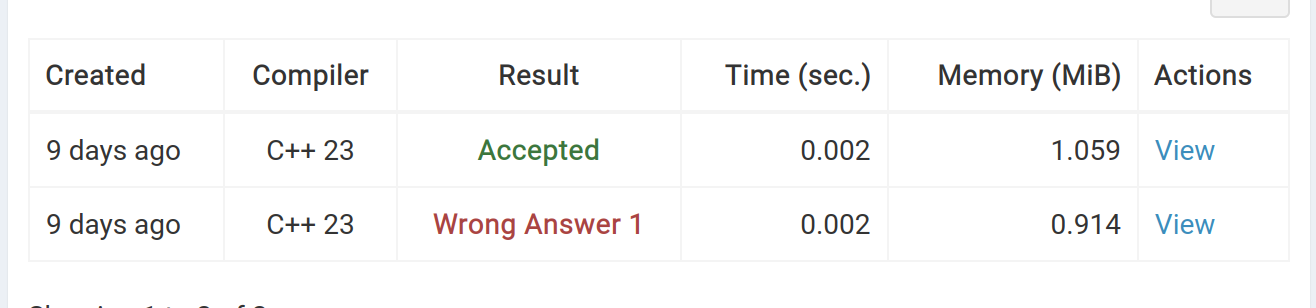 Created Compiler Result Time (sec.) Memory (MiB) Actions
9 days ago C++ 23 Accepted 0.002 1.059 View
9 days ago C++ 23 Wrong Answer 1 0.002 0.914 View